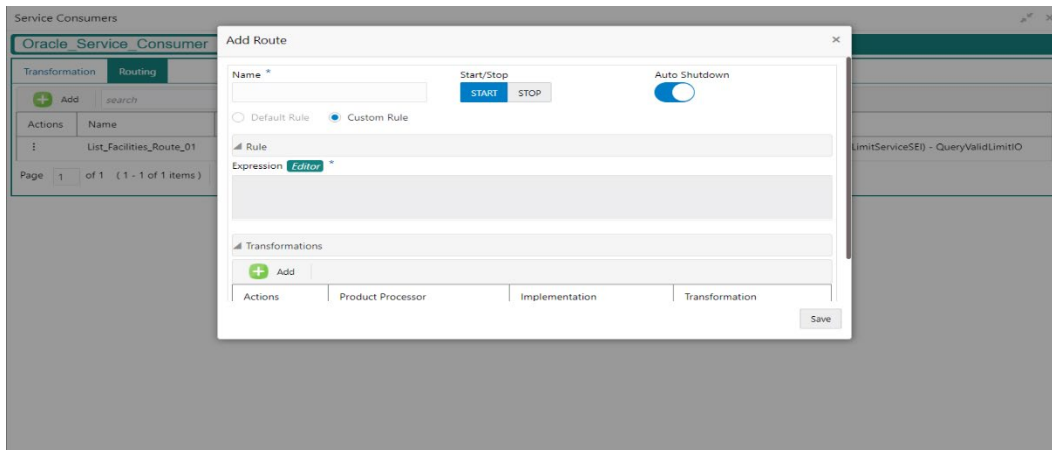 Service Consumers
Oracle_Service_Consumer
Transformation Routing
Add search
Actions Name
List_Facilities_Route_01
LimitServiceSEI) - QueryValidLimitIO
Page 1 of 1 ( 1 - 1 of 1 items )
Add Route
Name * Start/Stop Auto Shutdown
START STOP
Default Rule Custom Rule
Rule
Expression Editor *
Transformations
Add
Actions Product Processor Implementation Transformation
Save